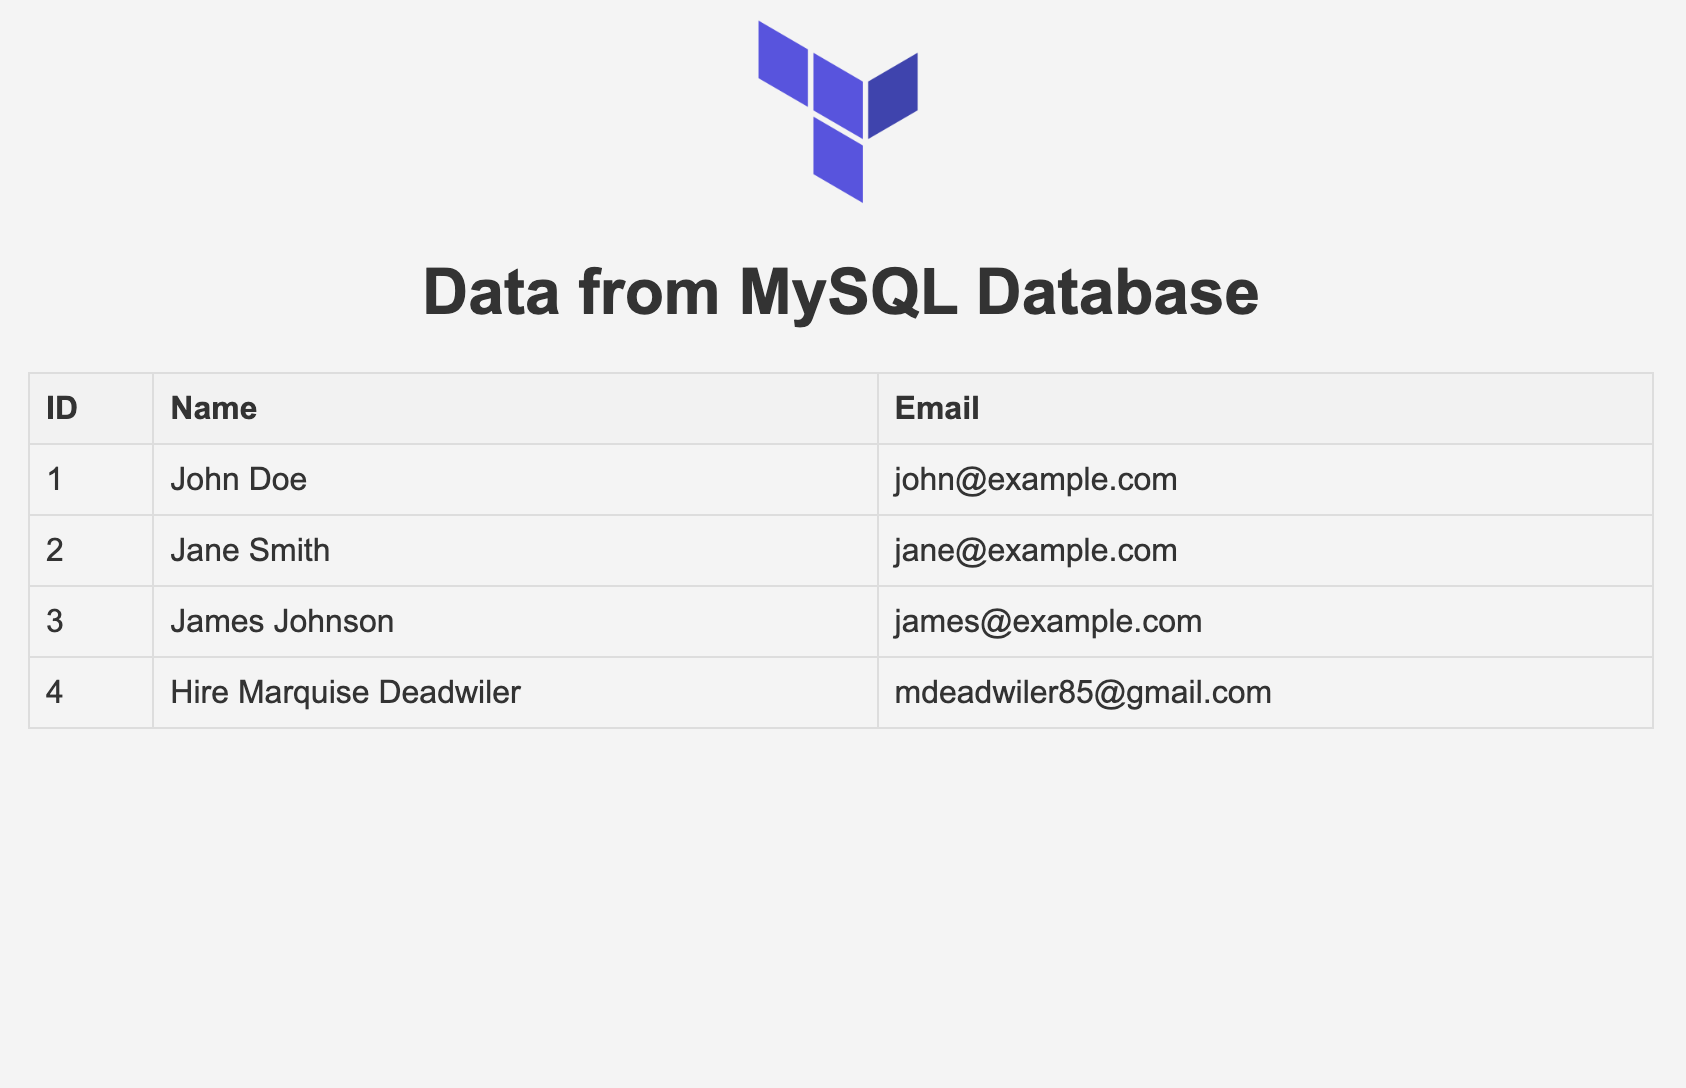 Data from MySQL Database
ID Name Email
1 John Doe john@example.com
2 Jane Smith jane@example.com
3 James Johnson james@example.com
4 Hire Marquise Deadwiler mdeadwiler85@gmail.com